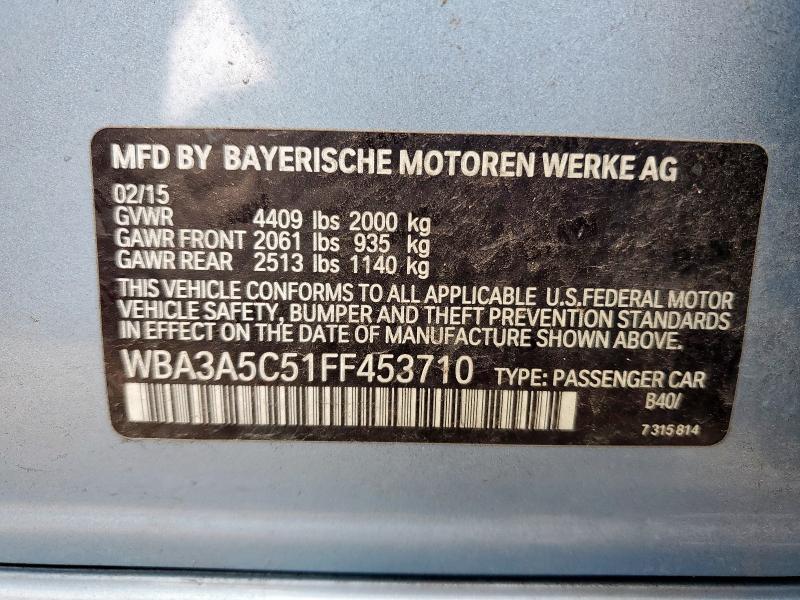 MFD BY BAYERISCHE MOTOREN WERKE AG
02/15
GVWR 4409 lbs 2000 kg
GAWR FRONT 2061 lbs 935 kg
GAWR REAR 2513 lbs 1140 kg
THIS VEHICLE CONFORMS TO ALL APPLICABLE U.S.FEDERAL MOTOR
VEHICLE SAFETY, BUMPER AND THEFT PREVENTION STANDARDS
IN EFFECT ON THE DATE OF MANUFACTURE SHOWN ABOVE.
WBA3A5C51FF453710 TYPE: PASSENGER CAR
B40/
7 315 814